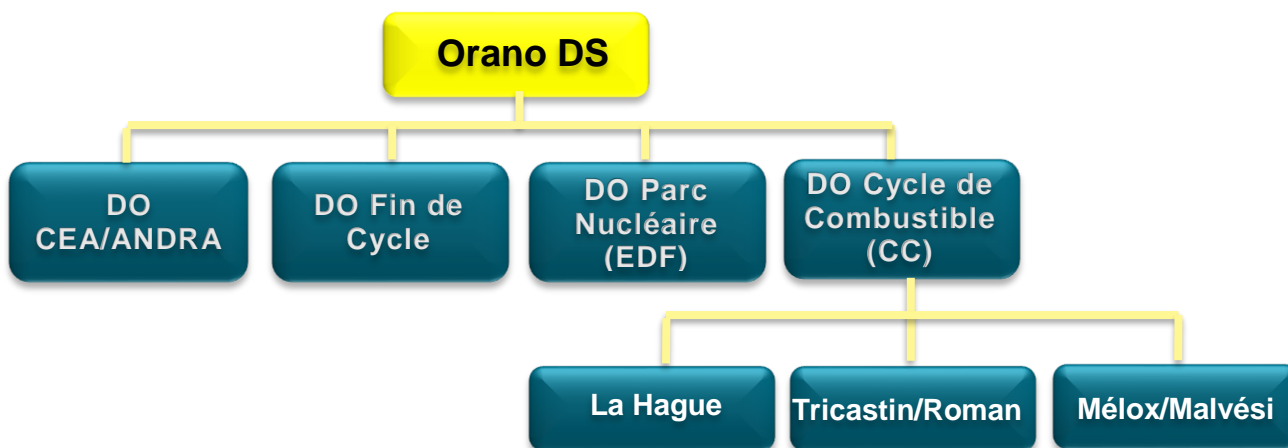 Orano DS
DO
CEA/ANDRA
DO Fin de
Cycle
DO Parc
Nucléaire
(EDF)
DO Cycle de
Combustible
(CC)
La Hague
Tricastin/Roman
Mélox/Malvési